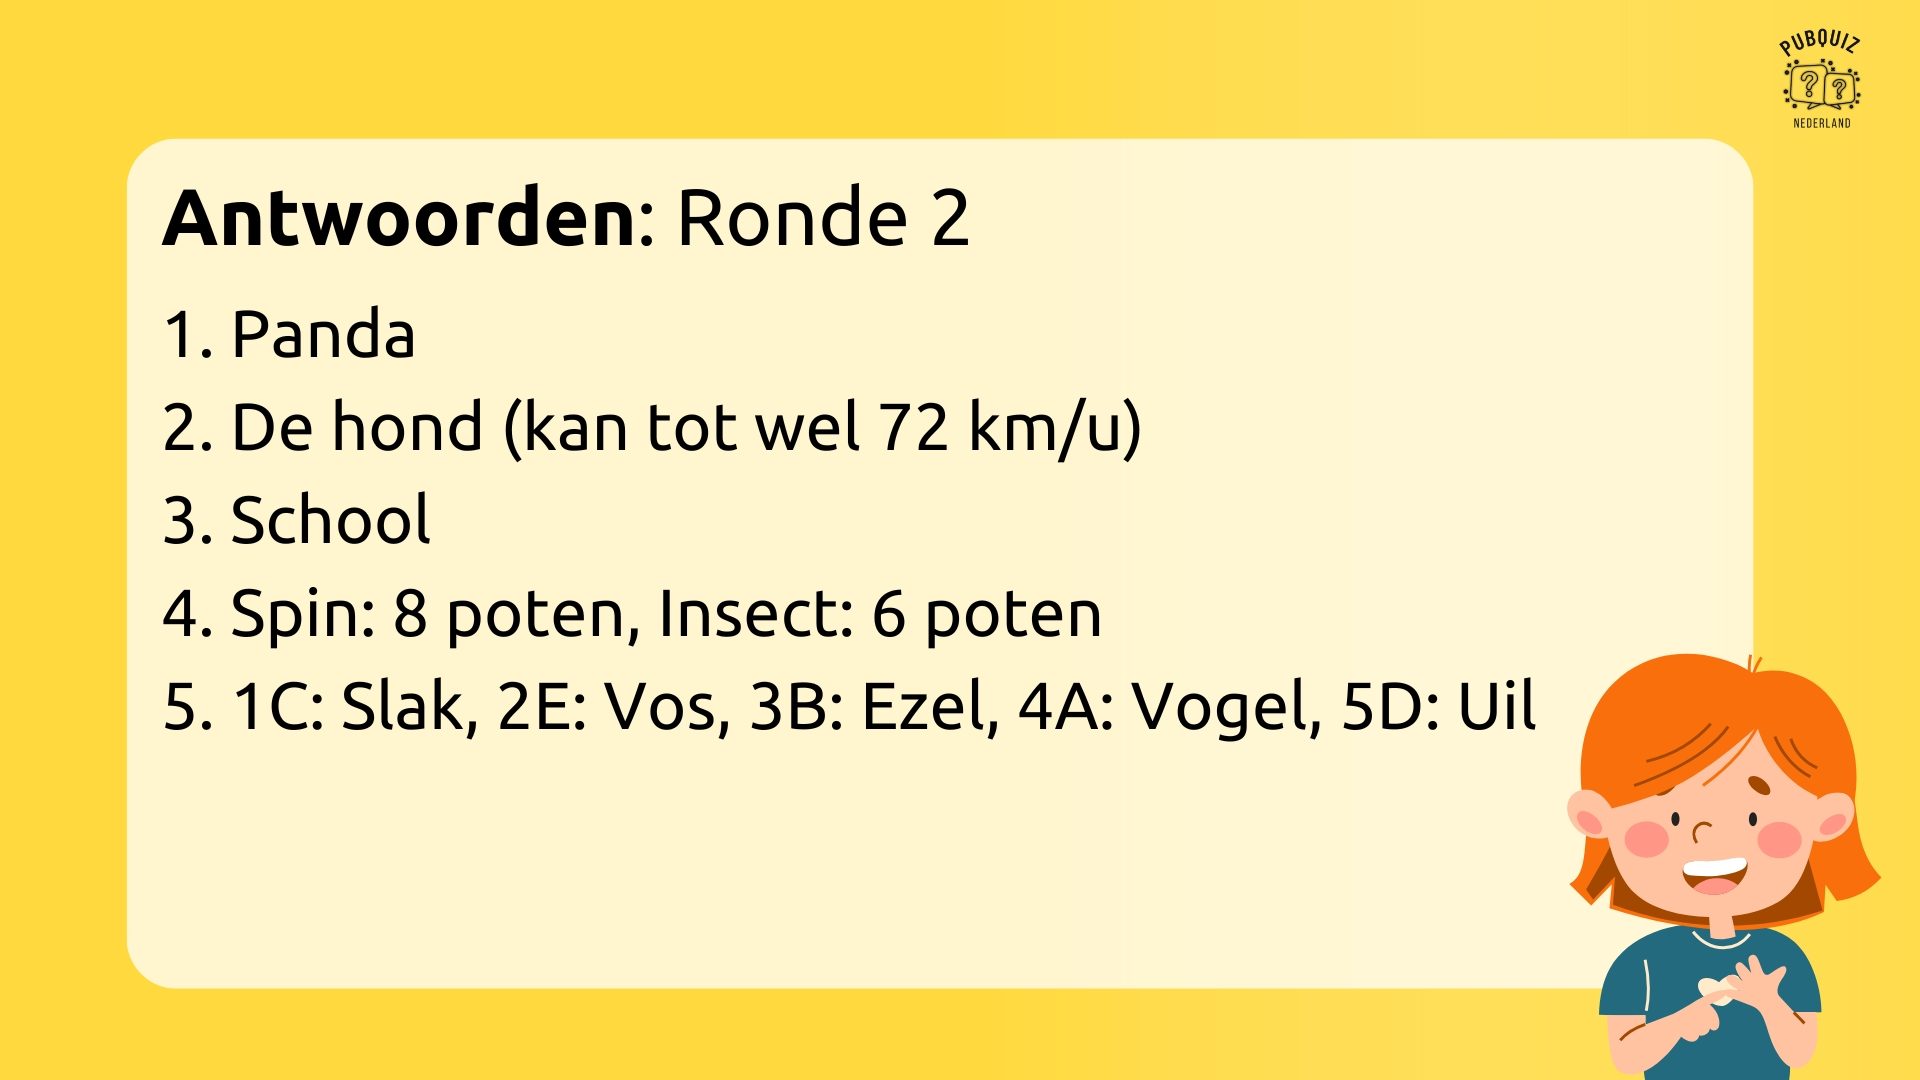 PUBQUIZ
? ?
NEDERLAND
Antwoorden: Ronde 2
1. Panda
2. De hond (kan tot wel 72 km/u)
3. School
4. Spin: 8 poten, Insect: 6 poten
5. 1C: Slak, 2E: Vos, 3B: Ezel, 4A: Vogel, 5D: Uil